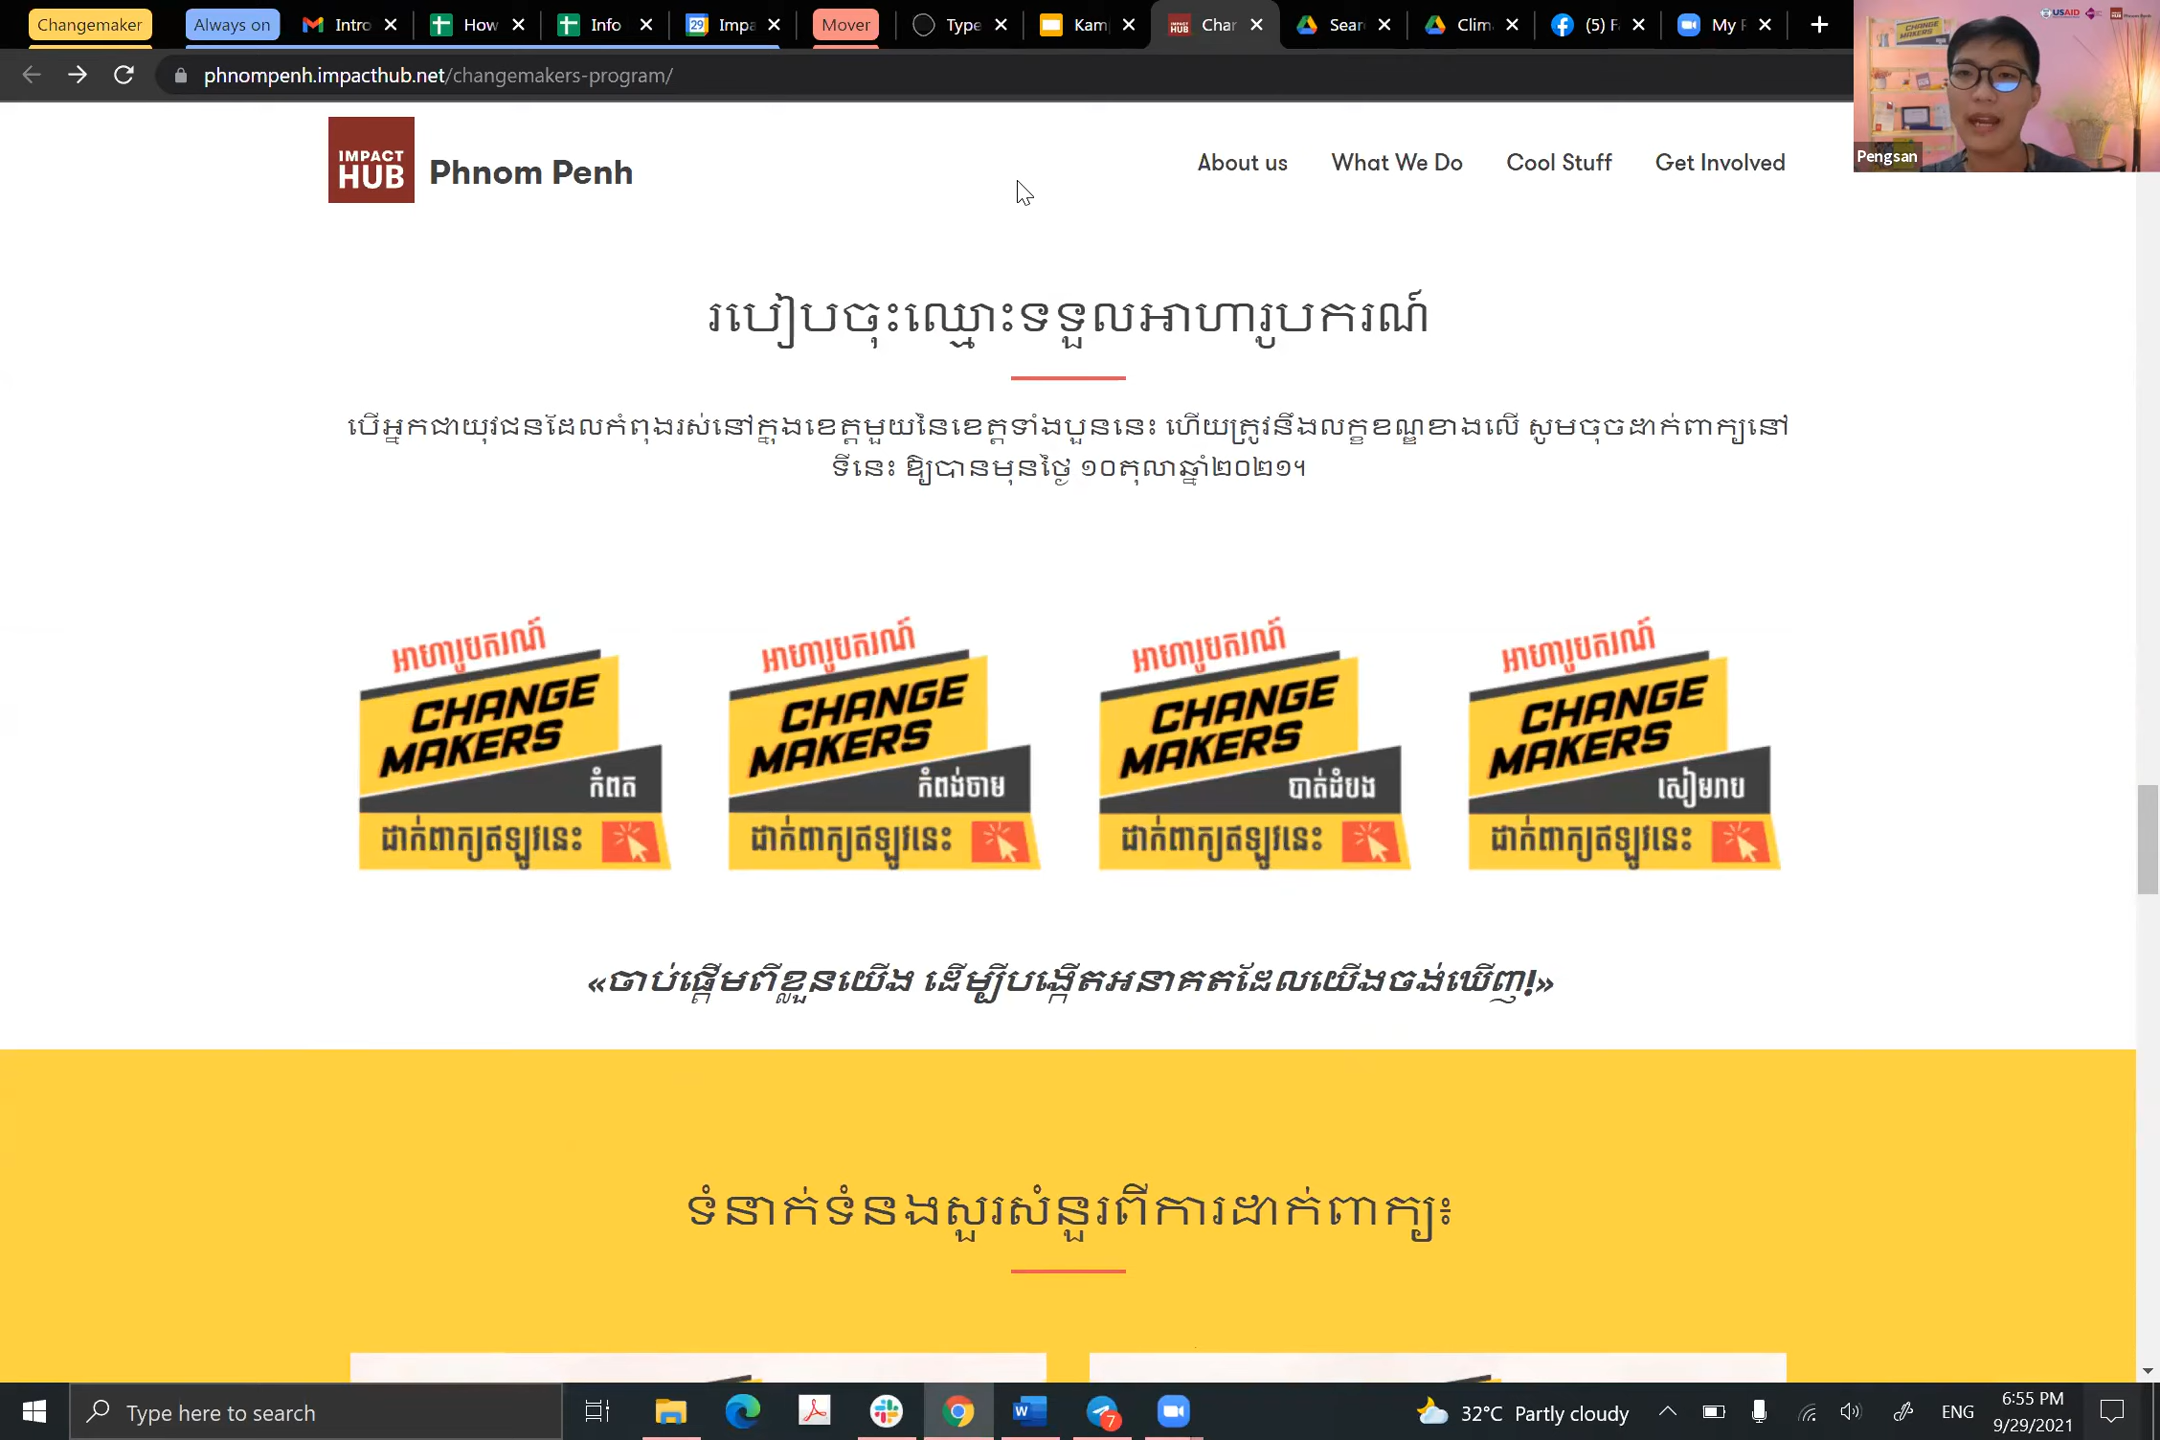 Changemaker
Always on
Intro
How
Info
Impa
Mover
Type
Kam
Char
Sear
Clim
(5) F
My P
phnompenh.impacthub.net/changemakers-program/
USAID
CHANGE
MAKERS
Pengsan
IMPACT
HUB
Phnom Penh
About us
What We Do
Cool Stuff
Get Involved
របៀបចុះឈ្មោះទទួលអាហារូបករណ៍
បើអ្នកជាយុវជនដែលកំពុងរស់នៅក្នុងខេត្តមួយនៃខេត្តទាំងបួននេះ ហើយត្រូវនឹងលក្ខខណ្ឌខាងលើ សូមចុចដាក់ពាក្យនៅ
ទីនេះ ឱ្យបានមុនថ្ងៃ ១០តុលាឆ្នាំ២០២១។
អាហារូបករណ៍
CHANGE
MAKERS
កំពត
ដាក់ពាក្យឥឡូវនេះ
អាហារូបករណ៍
CHANGE
MAKERS
កំពង់ចាម
ដាក់ពាក្យឥឡូវនេះ
អាហារូបករណ៍
CHANGE
MAKERS
បាត់ដំបង
ដាក់ពាក្យឥឡូវនេះ
អាហារូបករណ៍
CHANGE
MAKERS
សៀមរាប
ដាក់ពាក្យឥឡូវនេះ
«ចាប់ផ្តើមពីខ្លួនយើង ដើម្បីបង្កើតអនាគតដែលយើងចង់ឃើញ!»
ទំនាក់ទំនងសួរសំនួរពីការដាក់ពាក្យ៖
Type here to search
7
32°C Partly cloudy
ENG
6:55 PM
9/29/2021